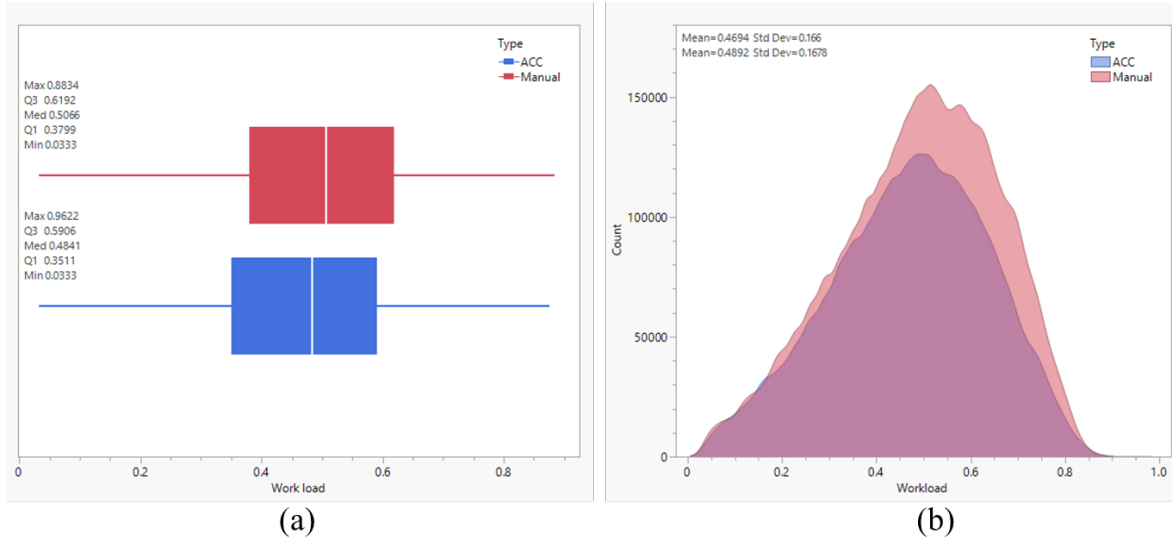 Type
ACC
Manual
Max 0.8834
Q3 0.6192
Med 0.5066
Q1 0.3799
Min 0.0333
Max 0.9622
Q3 0.5906
Med 0.4841
Q1 0.3511
Min 0.0333
0 0.2 0.4 0.6 0.8
Work load
(a)
Mean=0.4694 Std Dev=0.166
Mean=0.4892 Std Dev=0.1678
Type
ACC
Manual
150000
100000
50000
0
Count
0 0.2 0.4 0.6 0.8 1.0
Workload
(b)